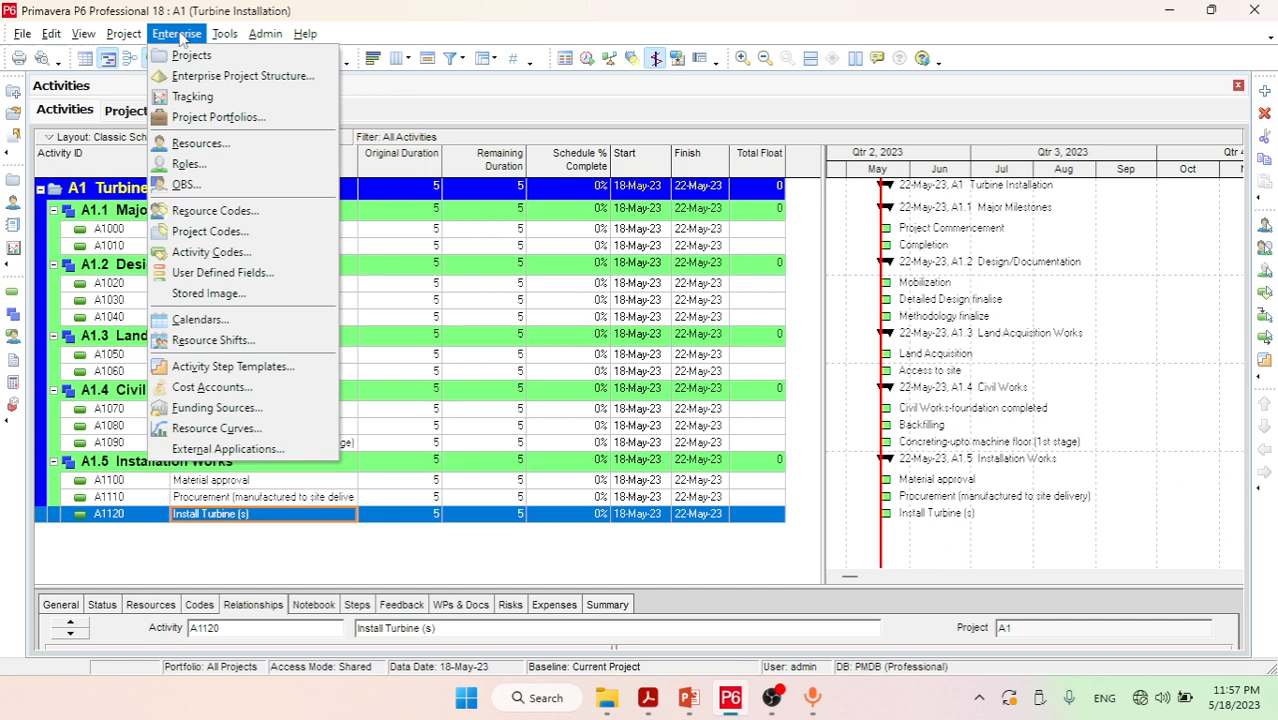 Primavera P6 Professional 18 : A1 (Turbine Installation)
File Edit View Project Enterprise Tools Admin Help
Projects
Enterprise Project Structure...
Tracking
Project Portfolios...
Resources...
Roles...
OBS...
Resource Codes...
Project Codes...
Activity Codes...
User Defined Fields...
Stored Image...
Calendars...
Resource Shifts...
Activity Step Templates...
Cost Accounts...
Funding Sources...
Resource Curves...
External Applications...
Activities
Activities Project
Layout: Classic Sch Filter: All Activities
Activity ID Original Duration Remaining Duration Schedule % Complete Start Finish Total Float
Qtr 2, 2023 Qtr 3, 2023 Qtr 4
May Jun Jul Aug Sep Oct
A1 Turbine 5 5 0% 18-May-23 22-May-23 0 22-May-23, A1 Turbine Installation
A1.1 Majo 5 5 0% 18-May-23 22-May-23 0 22-May-23, A1.1 Major Milestones
A1000 5 5 0% 18-May-23 22-May-23 Project Commencement
A1010 5 5 0% 18-May-23 22-May-23 Completion
A1.2 Desi 5 5 0% 18-May-23 22-May-23 0 22-May-23, A1.2 Design/Documentation
A1020 5 5 0% 18-May-23 22-May-23 Mobilization
A1030 5 5 0% 18-May-23 22-May-23 Detailed Design finalise
A1040 5 5 0% 18-May-23 22-May-23 Methodology finalize
A1.3 Land 5 5 0% 18-May-23 22-May-23 0 22-May-23, A1.3 Land Acquistion Works
A1050 5 5 0% 18-May-23 22-May-23 Land Acquisition
A1060 5 5 0% 18-May-23 22-May-23 Access to site
A1.4 Civil 5 5 0% 18-May-23 22-May-23 0 22-May-23, A1.4 Civil Works
A1070 5 5 0% 18-May-23 22-May-23 Civil Works-foundation completed
A1080 5 5 0% 18-May-23 22-May-23 Backfilling
A1090 ge) 5 5 0% 18-May-23 22-May-23 Concreting-upto machine floor (1st stage)
A1.5 Installation Works 5 5 0% 18-May-23 22-May-23 0 22-May-23, A1.5 Installation Works
A1100 Material approval 5 5 0% 18-May-23 22-May-23 Material approval
A1110 Procurement (manufactured to site delive 5 5 0% 18-May-23 22-May-23 Procurement (manufactured to site delivery)
A1120 Install Turbine (s) 5 5 0% 18-May-23 22-May-23 Install Turbine (s)
General Status Resources Codes Relationships Notebook Steps Feedback WPs & Docs Risks Expenses Summary
Activity A1120 Install Turbine (s) Project A1
Portfolio: All Projects Access Mode: Shared Data Date: 18-May-23 Baseline: Current Project User: admin DB: PMDB (Professional)
Search P6 ENG 11:57 PM
5/18/2023